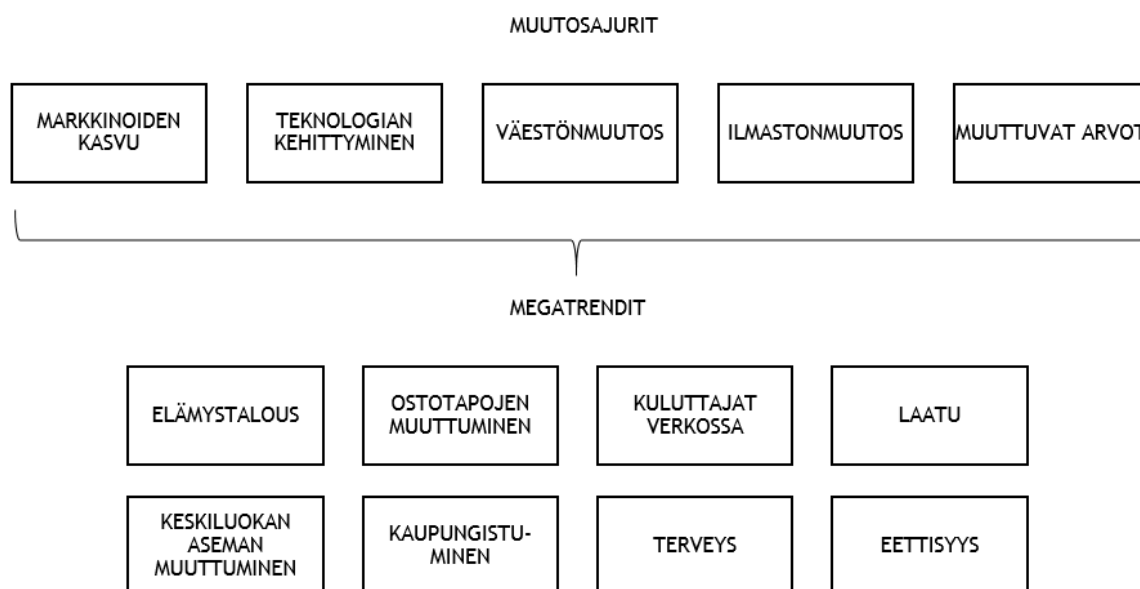 MUUTOSAJURIT
MARKKINOIDEN
KASVU
TEKNOLOGIAN
KEHITTYMINEN
VÄESTÖNMUUTOS
ILMASTONMUUTOS
MUUTTUVAT ARVOT
MEGATRENDIT
ELÄMYSTALOUS
OSTOTAPOJEN
MUUTTUMINEN
KULUTTAJAT
VERKOSSA
LAATU
KESKILUOKAN
ASEMAN
MUUTTUMINEN
KAUPUNGISTU-
MINEN
TERVEYS
EETTISYYS